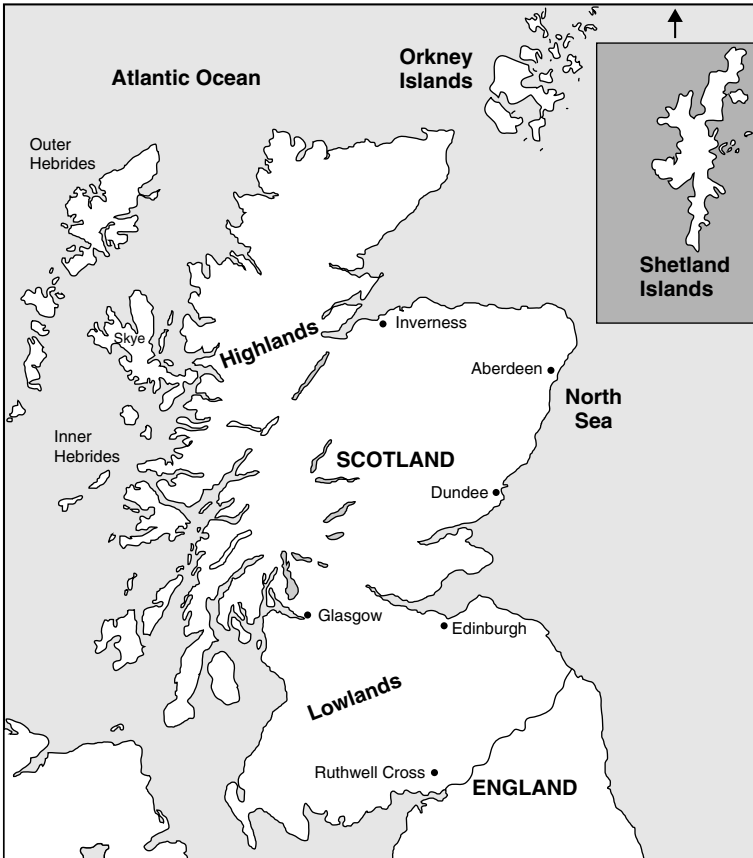 Atlantic Ocean
Orkney
Islands
Outer
Hebrides
Shetland
Islands
Skye
Highlands
Inverness
Aberdeen
North
Sea
Inner
Hebrides
SCOTLAND
Dundee
Glasgow
Edinburgh
Lowlands
Ruthwell Cross
ENGLAND